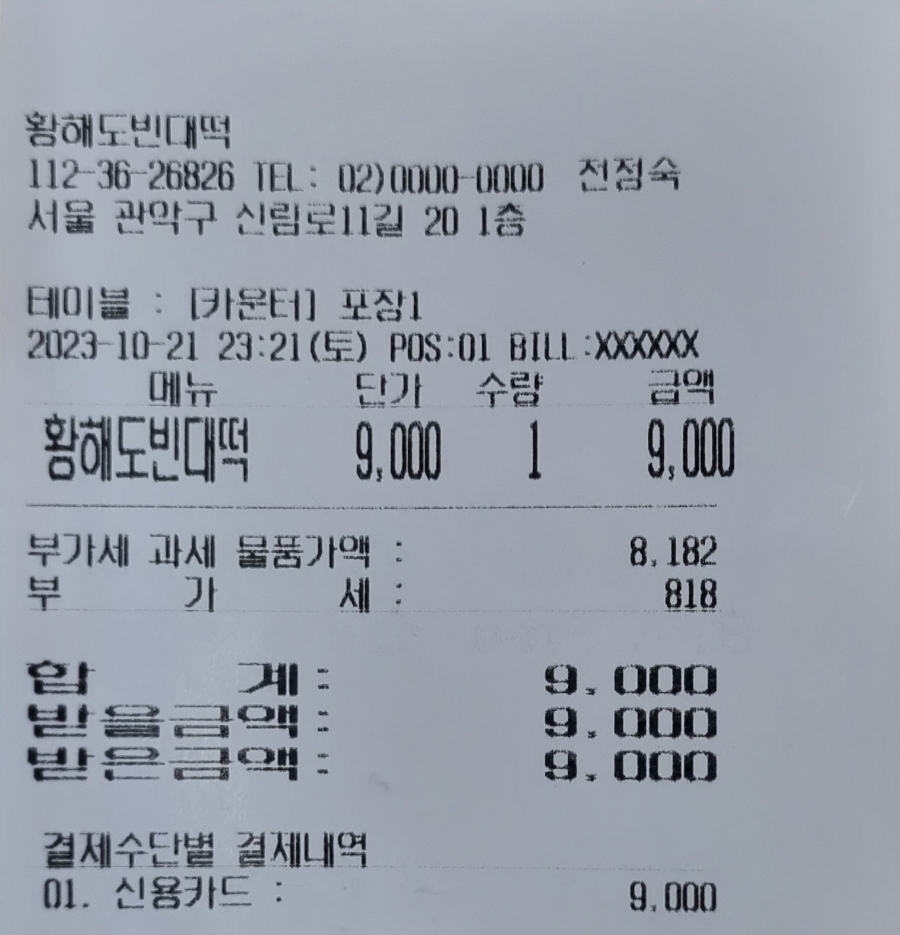 황해도빈대떡
112-36-26826 TEL: 02)0000-0000 전정숙
서울 관악구 신림로11길 20 1층
테이블 : [카운터] 포장1
2023-10-21 23:21(토) POS:01 BILL:XXXXXX
메뉴 단가 수량 금액
황해도빈대떡 9,000 1 9,000
부가세 과세 물품가액 : 8,182
부 가 세 : 818
합 계 : 9,000
받을금액 : 9,000
받은금액 : 9,000
결제수단별 결제내역
01. 신용카드 : 9,000